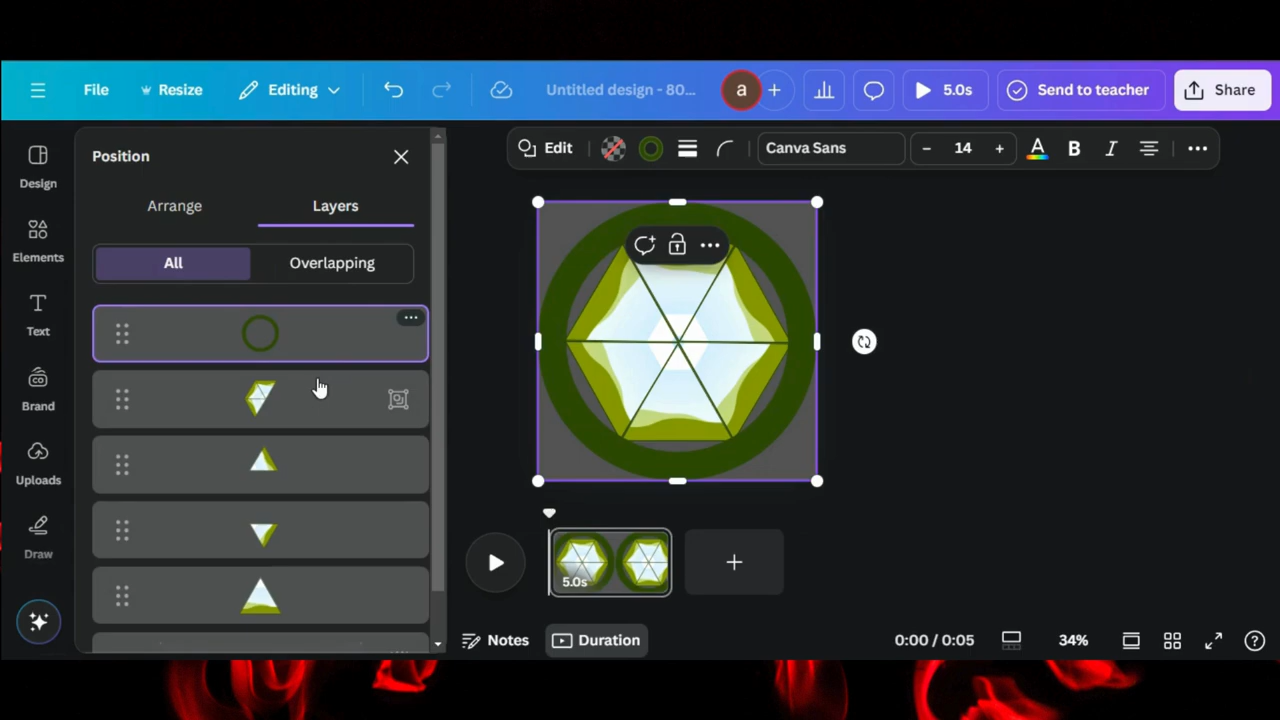 File
Resize
Editing
Untitled design - 80...
a
5.0s
Send to teacher
Share
Design
Elements
Text
Brand
Uploads
Draw
Position
Arrange
Layers
All
Overlapping
Edit
Canva Sans
- 14 +
A
B
I
5.0s
Notes
Duration
0:00 / 0:05
34%